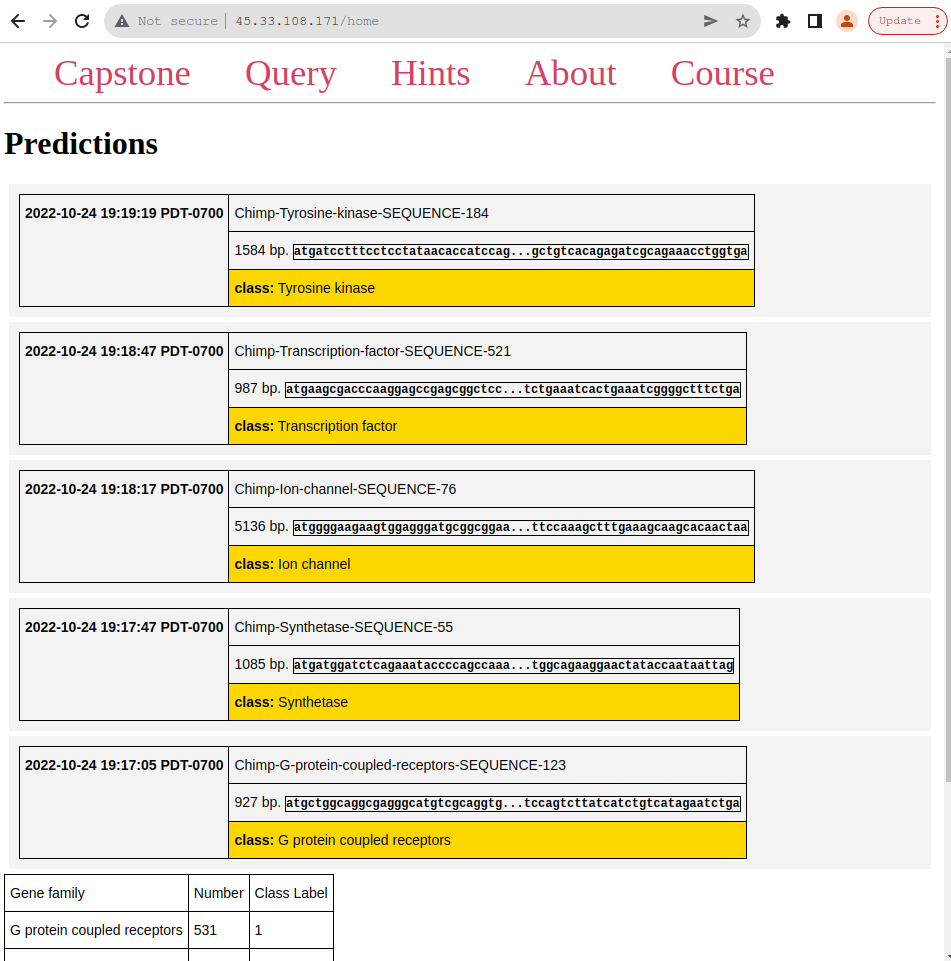 Not secure | 45.33.108.171/home
Update
Capstone Query Hints About Course
Predictions
2022-10-24 19:19:19 PDT-0700 Chimp-Tyrosine-kinase-SEQUENCE-184
1584 bp. atgatcctttcctcctataacaccatccag...gctgtcacagagatcgcagaaacctggtga
class: Tyrosine kinase
2022-10-24 19:18:47 PDT-0700 Chimp-Transcription-factor-SEQUENCE-521
987 bp. atgaagcgacccaaggagccgagcggctcc...tctgaaatcactgaaatcggggctttctga
class: Transcription factor
2022-10-24 19:18:17 PDT-0700 Chimp-Ion-channel-SEQUENCE-76
5136 bp. atggggaagaagtggagggatgcggcggaa...ttccaaagctttgaaagcaagcacaactaa
class: Ion channel
2022-10-24 19:17:47 PDT-0700 Chimp-Synthetase-SEQUENCE-55
1085 bp. atgatggatctcagaaataccccagccaaa...tggcagaaggaactataccaataattag
class: Synthetase
2022-10-24 19:17:05 PDT-0700 Chimp-G-protein-coupled-receptors-SEQUENCE-123
927 bp. atgctggcaggcgagggcatgtcgcaggtg...tccagtcttatcatctgtcatagaatctga
class: G protein coupled receptors
Gene family Number Class Label
G protein coupled receptors 531 1